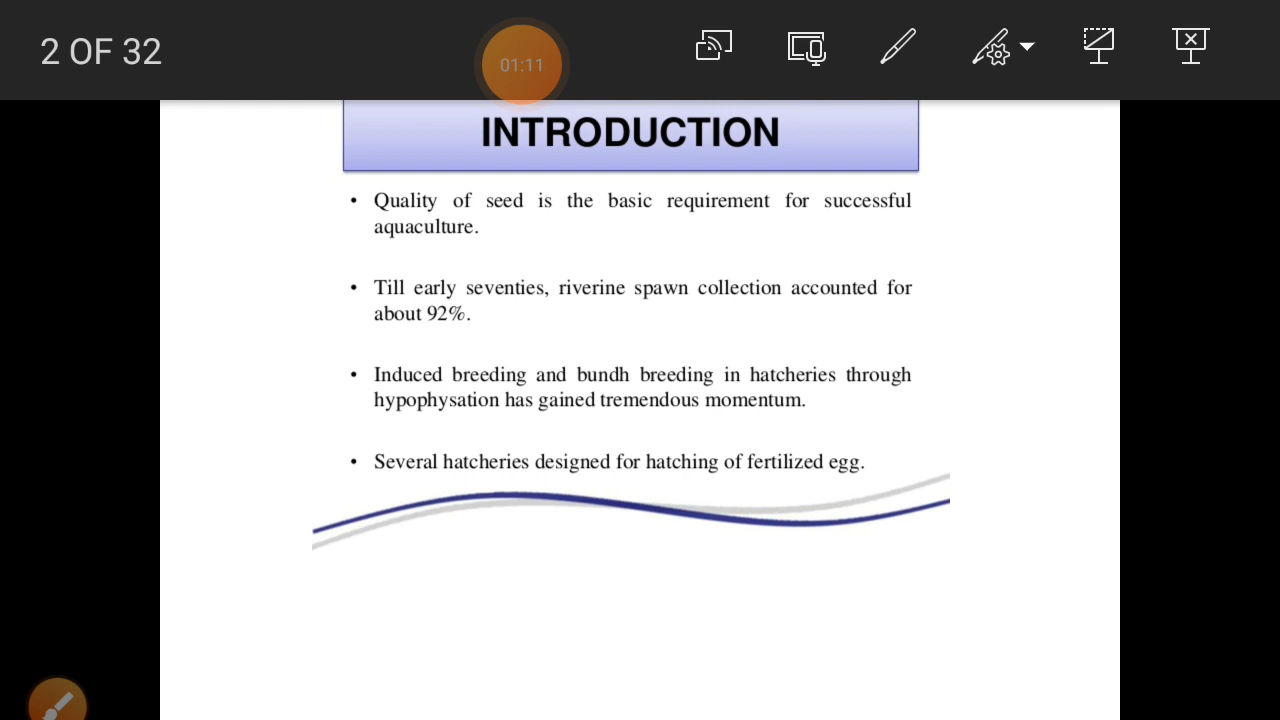 2 OF 32
01:11
INTRODUCTION
• Quality of seed is the basic requirement for successful
aquaculture.
• Till early seventies, riverine spawn collection accounted for
about 92%.
• Induced breeding and bundh breeding in hatcheries through
hypophysation has gained tremendous momentum.
• Several hatcheries designed for hatching of fertilized egg.